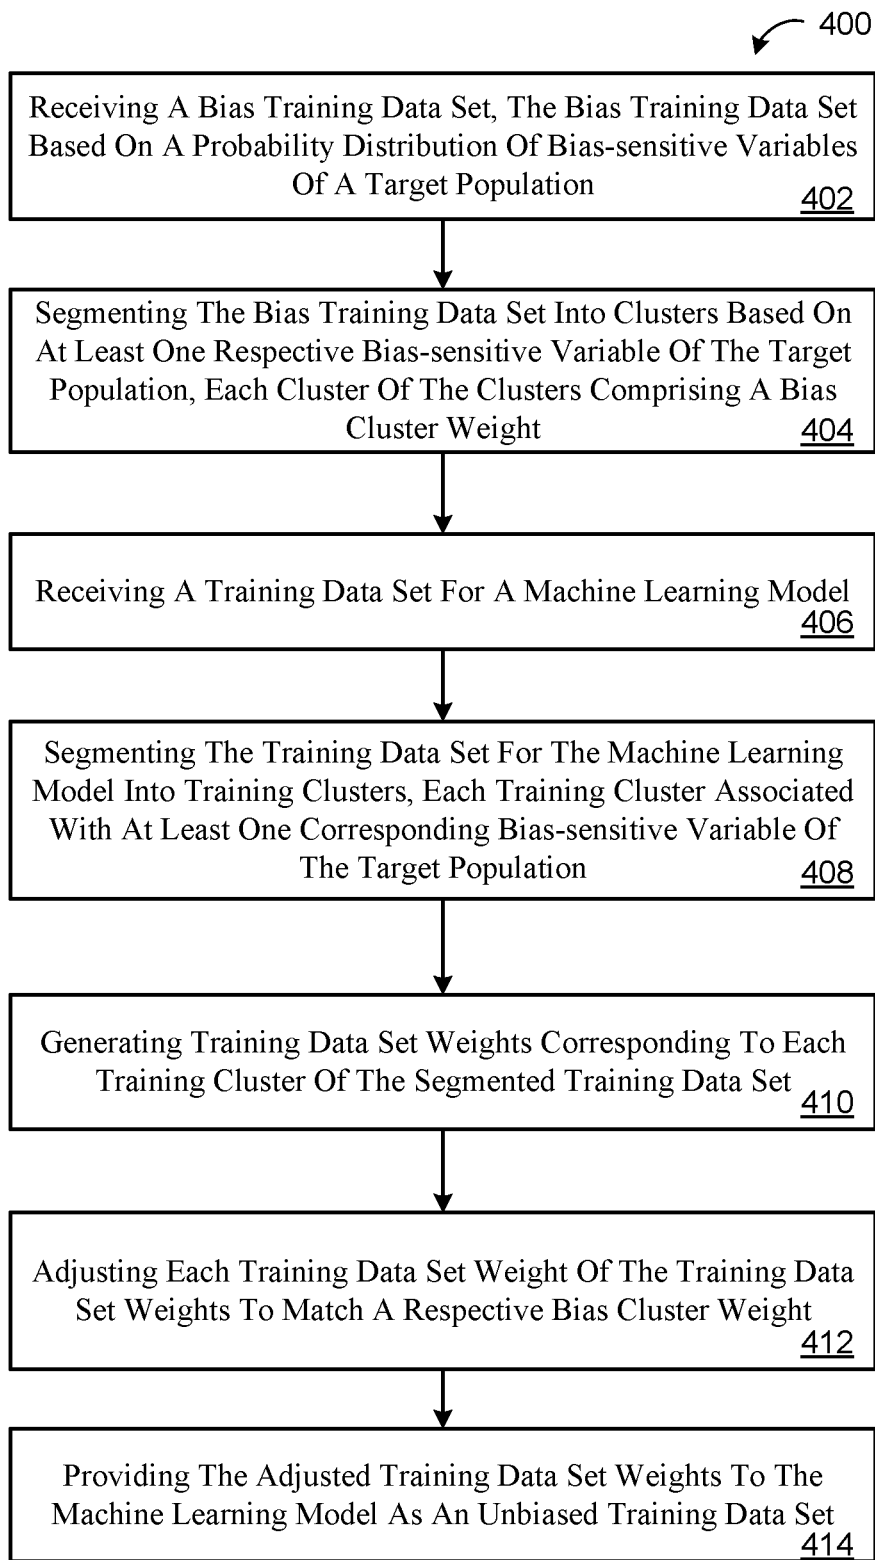 400
Receiving A Bias Training Data Set, The Bias Training Data Set
Based On A Probability Distribution Of Bias-sensitive Variables
Of A Target Population
402
Segmenting The Bias Training Data Set Into Clusters Based On
At Least One Respective Bias-sensitive Variable Of The Target
Population, Each Cluster Of The Clusters Comprising A Bias
Cluster Weight
404
Receiving A Training Data Set For A Machine Learning Model
406
Segmenting The Training Data Set For The Machine Learning
Model Into Training Clusters, Each Training Cluster Associated
With At Least One Corresponding Bias-sensitive Variable Of
The Target Population
408
Generating Training Data Set Weights Corresponding To Each
Training Cluster Of The Segmented Training Data Set
410
Adjusting Each Training Data Set Weight Of The Training Data
Set Weights To Match A Respective Bias Cluster Weight
412
Providing The Adjusted Training Data Set Weights To The
Machine Learning Model As An Unbiased Training Data Set
414